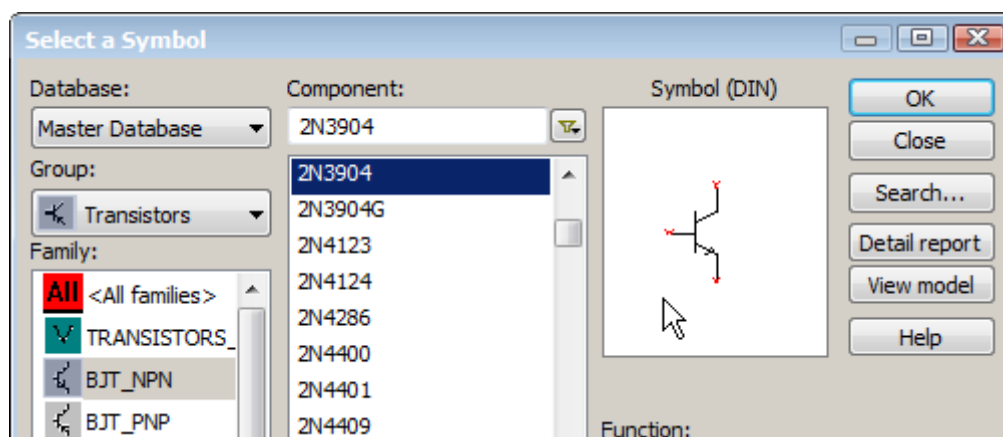 Select a Symbol
Database:
Master Database
Group:
Transistors
Family:
All <All families>
TRANSISTORS_
BJT_NPN
BJT_PNP
Component:
2N3904
2N3904
2N3904G
2N4123
2N4124
2N4286
2N4400
2N4401
2N4409
Symbol (DIN)
Function:
OK
Close
Search...
Detail report
View model
Help